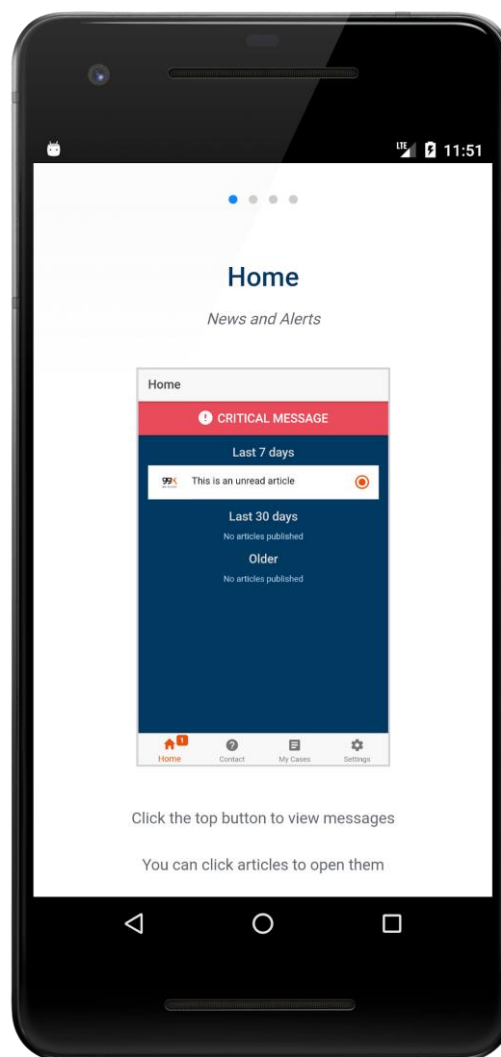 LTE 11:51
Home
News and Alerts
Home
CRITICAL MESSAGE
Last 7 days
This is an unread article
Last 30 days
No articles published
Older
No articles published
1
Home Contact My Cases Settings
Click the top button to view messages
You can click articles to open them